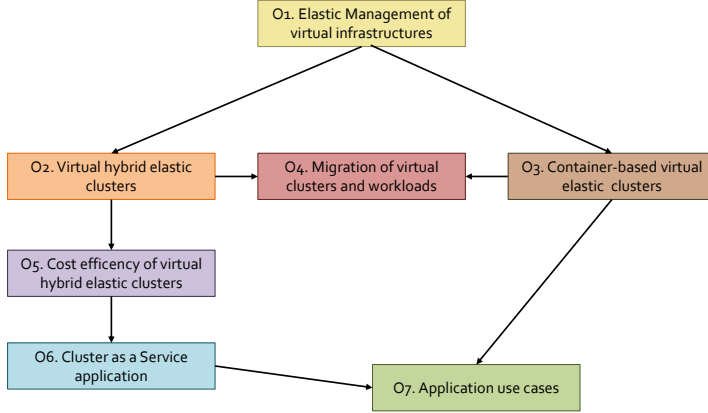 O1. Elastic Management of
virtual infrastructures
O2. Virtual hybrid elastic
clusters
O4. Migration of virtual
clusters and workloads
O3. Container-based virtual
elastic clusters
O5. Cost efficency of virtual
hybrid elastic clusters
O6. Cluster as a Service
application
O7. Application use cases